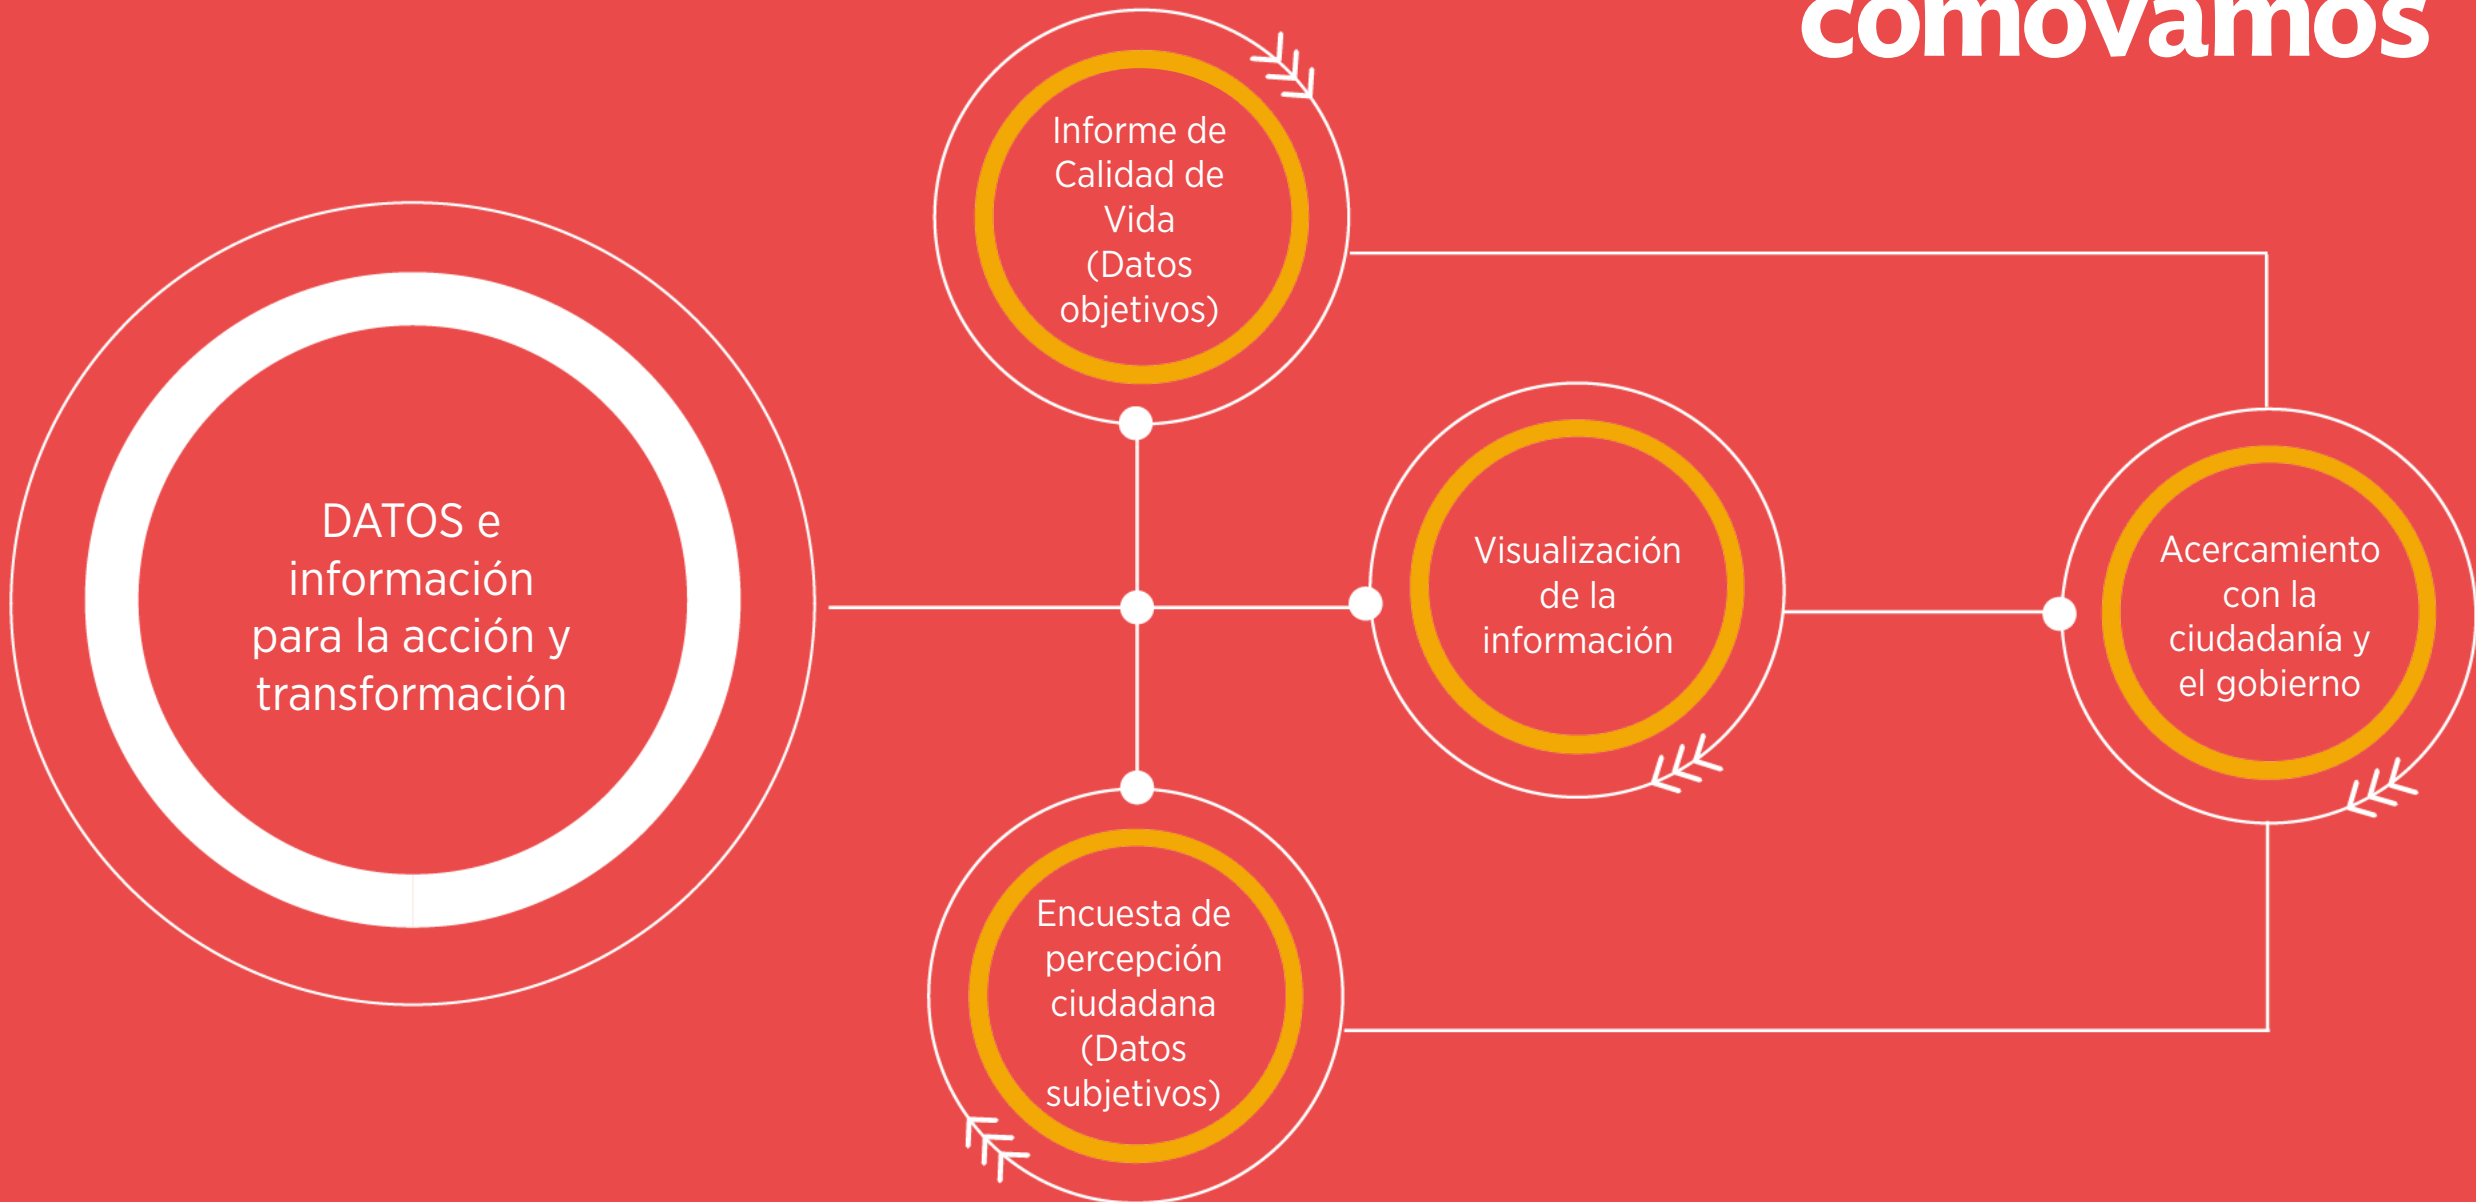 comovamos
Informe de
Calidad de
Vida
(Datos
objetivos)
DATOS e
información
para la acción y
transformación
Visualización
de la
información
Acercamiento
con la
ciudadanía y
el gobierno
Encuesta de
percepción
ciudadana
(Datos
subjetivos)